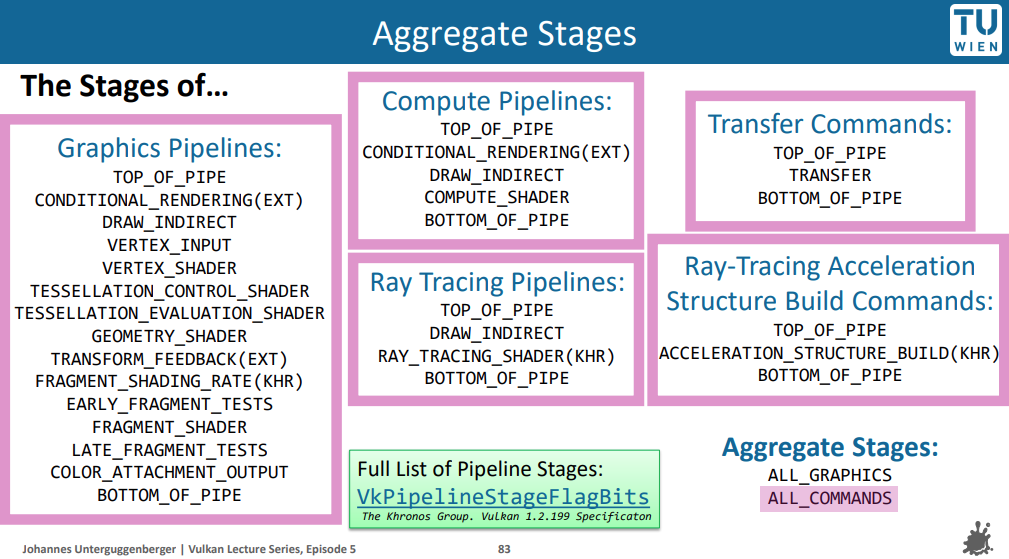 Aggregate Stages
TU
WIEN
The Stages of…
Graphics Pipelines:
TOP_OF_PIPE
CONDITIONAL_RENDERING(EXT)
DRAW_INDIRECT
VERTEX_INPUT
VERTEX_SHADER
TESSELLATION_CONTROL_SHADER
TESSELLATION_EVALUATION_SHADER
GEOMETRY_SHADER
TRANSFORM_FEEDBACK(EXT)
FRAGMENT_SHADING_RATE(KHR)
EARLY_FRAGMENT_TESTS
FRAGMENT_SHADER
LATE_FRAGMENT_TESTS
COLOR_ATTACHMENT_OUTPUT
BOTTOM_OF_PIPE
Compute Pipelines:
TOP_OF_PIPE
CONDITIONAL_RENDERING(EXT)
DRAW_INDIRECT
COMPUTE_SHADER
BOTTOM_OF_PIPE
Ray Tracing Pipelines:
TOP_OF_PIPE
DRAW_INDIRECT
RAY_TRACING_SHADER(KHR)
BOTTOM_OF_PIPE
Transfer Commands:
TOP_OF_PIPE
TRANSFER
BOTTOM_OF_PIPE
Ray-Tracing Acceleration
Structure Build Commands:
TOP_OF_PIPE
ACCELERATION_STRUCTURE_BUILD(KHR)
BOTTOM_OF_PIPE
Full List of Pipeline Stages:
VkPipelineStageFlagBits
The Khronos Group. Vulkan 1.2.199 Specificaton
Aggregate Stages:
ALL_GRAPHICS
ALL_COMMANDS
Johannes Unterguggenberger | Vulkan Lecture Series, Episode 5
83